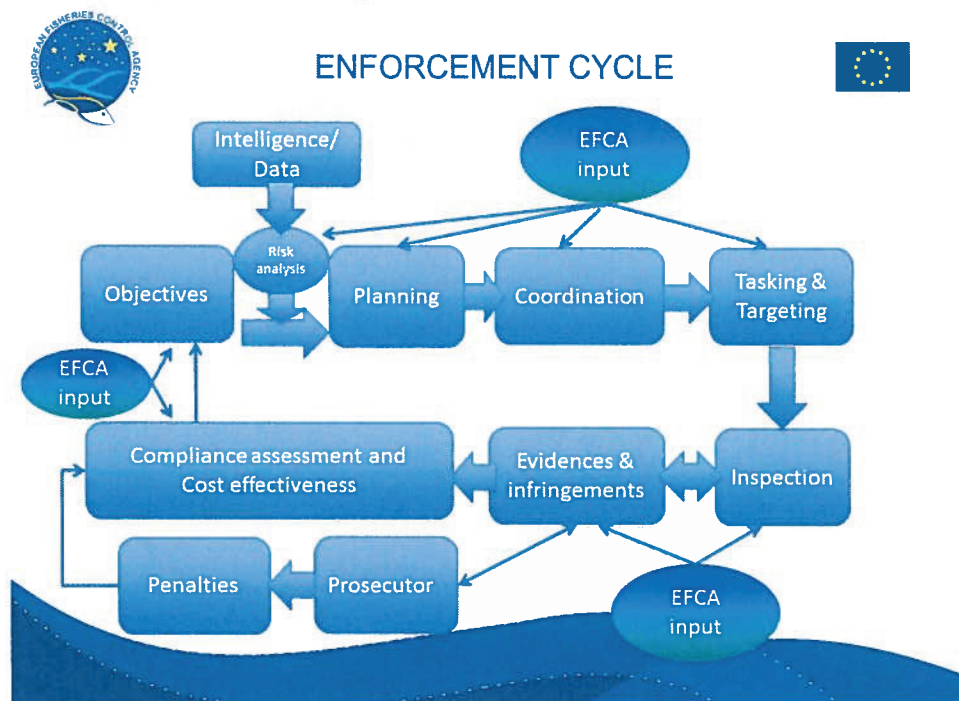 EUROPEAN FISHERIES CONTROL AGENCY
ENFORCEMENT CYCLE
Intelligence/
Data
EFCA
input
Risk
analysis
Objectives
Planning
Coordination
Tasking &
Targeting
EFCA
input
Compliance assessment and
Cost effectiveness
Evidences &
infringements
Inspection
Penalties
Prosecutor
EFCA
input